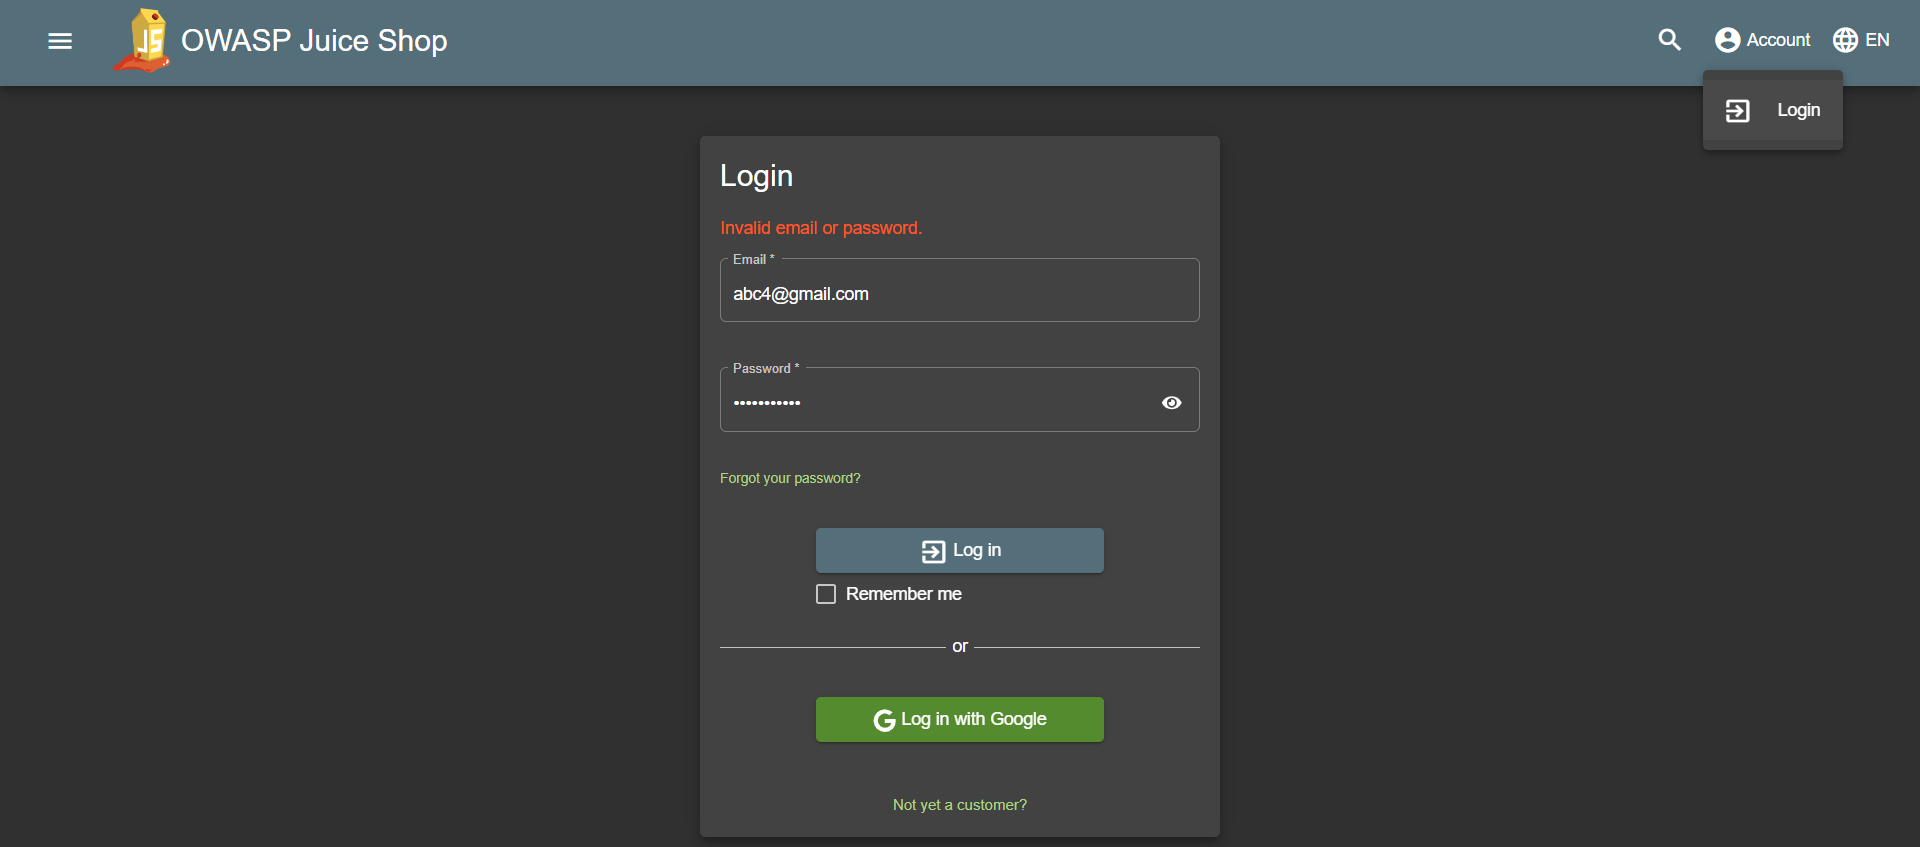 JS
OWASP Juice Shop
Account
EN
Login
Login
Invalid email or password.
Email *
abc4@gmail.com
Password *
•••••••••••
Forgot your password?
Log in
Remember me
or
G Log in with Google
Not yet a customer?